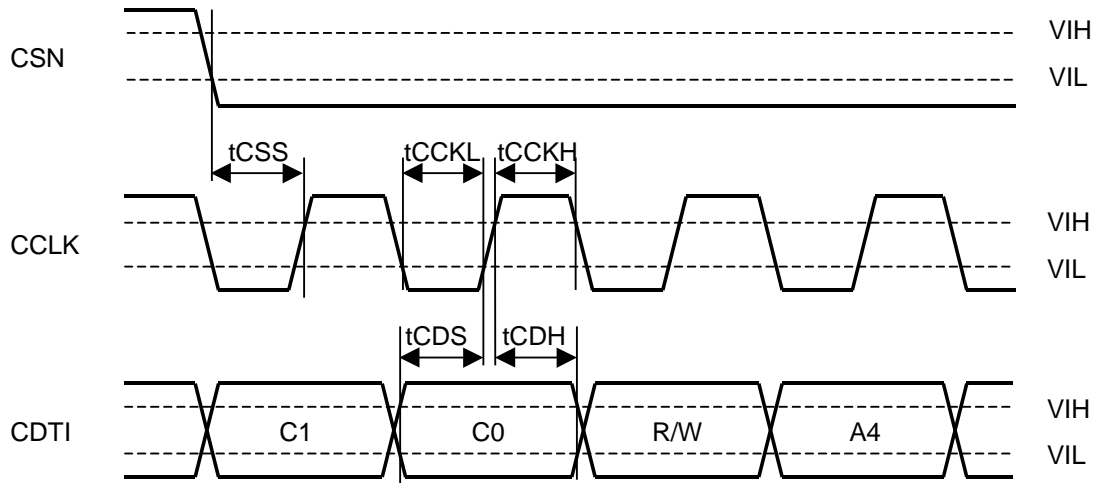 VIH
CSN
VIL
tCSS tCCKL tCCKH
VIH
CCLK
VIL
tCDS tCDH
VIH
CDTI C1 C0 R/W A4
VIL